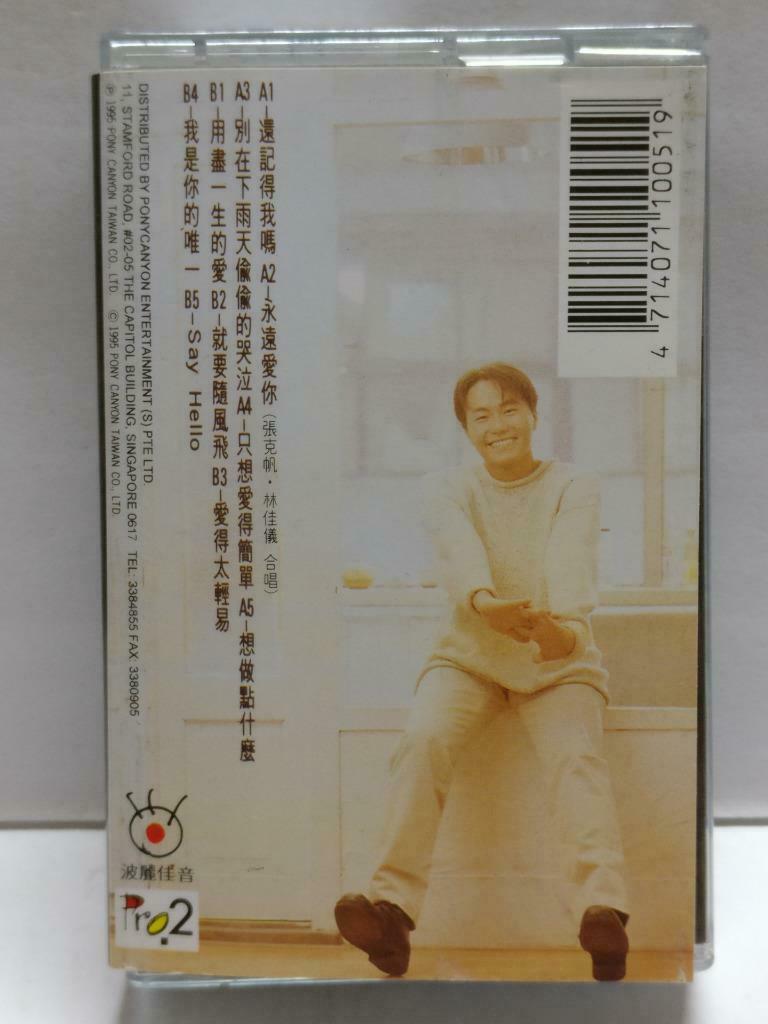 A1－還記得我嗎 A2－永遠愛你 (張克帆・林佳儀 合唱)
A3－別在下雨天偷偷的哭泣 A4－只想愛得簡單 A5－想做點什麼
B1－用盡一生的愛 B2－就要隨風飛 B3－愛得太輕易
B4－我是你的唯一 B5－Say Hello
DISTRIBUTED BY PONYCANYON ENTERTAINMENT (S) PTE LTD.
11, STAMFORD ROAD, #02-05 THE CAPITOL BUILDING, SINGAPORE 0617 TEL: 3384855 FAX: 3380905
Ⓟ 1995 PONY CANYON TAIWAN CO., LTD. © 1995 PONY CANYON TAIWAN CO., LTD.
4 714071 100519
波麗佳音
Pro.2